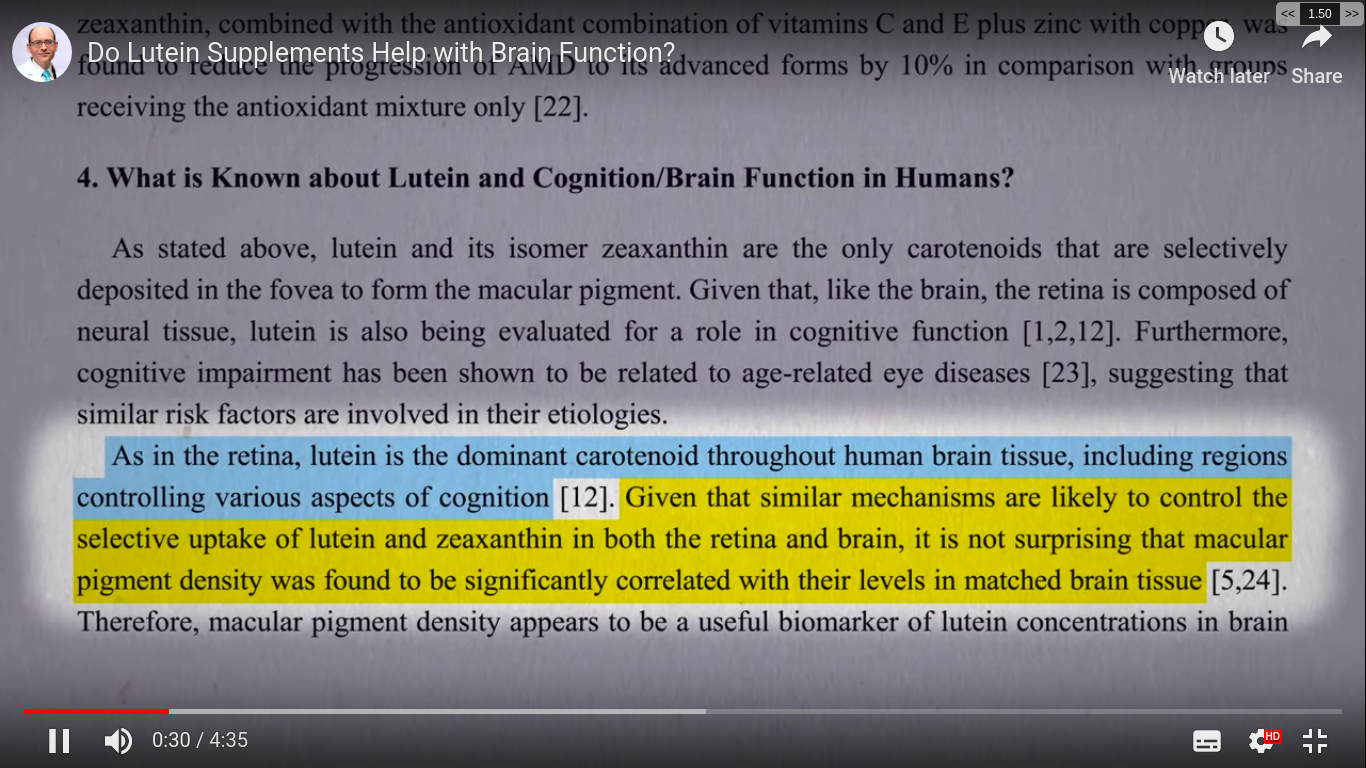 << 1.50 >>
zeaxanthin, combined with the antioxidant combination of vitamins C and E plus zinc with copper, was
Do Lutein Supplements Help with Brain Function?
found to reduce the progression of AMD to its advanced forms by 10% in comparison with groups
Watch later Share
receiving the antioxidant mixture only [22].
4. What is Known about Lutein and Cognition/Brain Function in Humans?
As stated above, lutein and its isomer zeaxanthin are the only carotenoids that are selectively
deposited in the fovea to form the macular pigment. Given that, like the brain, the retina is composed of
neural tissue, lutein is also being evaluated for a role in cognitive function [1,2,12]. Furthermore,
cognitive impairment has been shown to be related to age-related eye diseases [23], suggesting that
similar risk factors are involved in their etiologies.
As in the retina, lutein is the dominant carotenoid throughout human brain tissue, including regions
controlling various aspects of cognition [12]. Given that similar mechanisms are likely to control the
selective uptake of lutein and zeaxanthin in both the retina and brain, it is not surprising that macular
pigment density was found to be significantly correlated with their levels in matched brain tissue [5,24].
Therefore, macular pigment density appears to be a useful biomarker of lutein concentrations in brain
0:30 / 4:35
HD